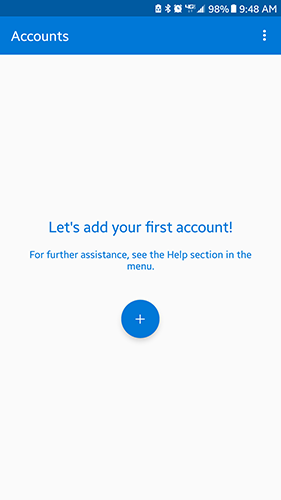 98% 9:48 AM
Accounts
Let's add your first account!
For further assistance, see the Help section in the
menu.